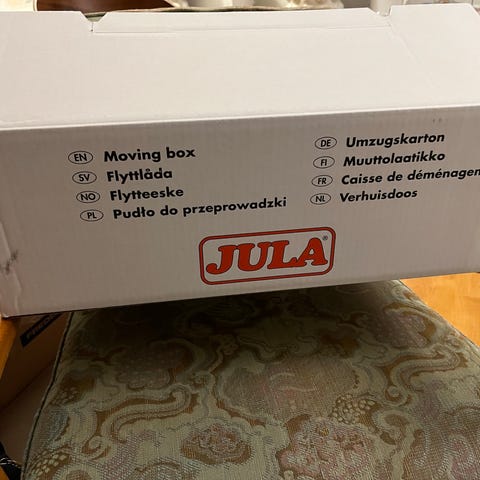 EN Moving box
SV Flyttlåda
NO Flytteeske
PL Pudło do przeprowadzki
DE Umzugskarton
FI Muuttolaatikko
FR Caisse de déménagem
NL Verhuisdoos
JULA®